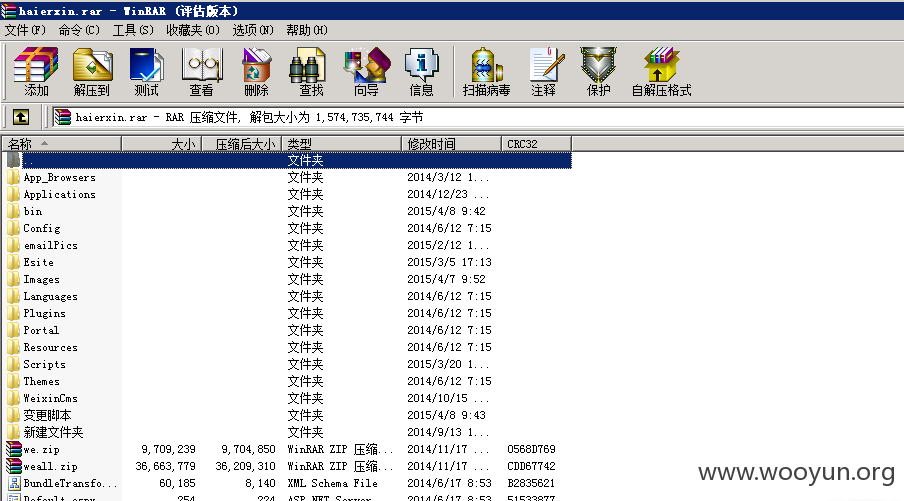 haierxin.rar - WinRAR (评估版本)
文件(F) 命令(C) 工具(S) 收藏夹(O) 选项(N) 帮助(H)
添加 解压到 测试 查看 删除 查找 向导 信息 扫描病毒 注释 保护 自解压格式
haierxin.rar - RAR 压缩文件, 解包大小为 1,574,735,744 字节
名称 大小 压缩后大小 类型 修改时间 CRC32
.. 文件夹
App_Browsers 文件夹 2014/3/12 1...
Applications 文件夹 2014/12/23 ...
bin 文件夹 2015/4/8 9:42
Config 文件夹 2014/6/12 7:15
emailPics 文件夹 2015/2/12 1...
Esite 文件夹 2015/3/5 17:13
Images 文件夹 2015/4/7 9:52
Languages 文件夹 2014/6/12 7:15
Plugins 文件夹 2014/6/12 7:15
Portal 文件夹 2014/6/12 7:15
Resources 文件夹 2014/6/12 7:15
Scripts 文件夹 2015/3/20 1...
Themes 文件夹 2014/6/12 7:15
WeixinCms 文件夹 2014/10/15 ...
变更脚本 文件夹 2015/4/8 9:43
新建文件夹 文件夹 2014/9/13 1...
we.zip 9,709,239 9,704,850 WinRAR ZIP 压缩... 2014/11/17 ... 0568D769
weall.zip 36,663,779 36,209,310 WinRAR ZIP 压缩... 2014/11/17 ... CDD67742
BundleTransfo... 60,185 8,140 XML Schema File 2014/6/17 8:53 B2835621
Default.aspx 254 224 ASP.NET Server 2014/6/17 8:53 51533877
www.wooyun.org